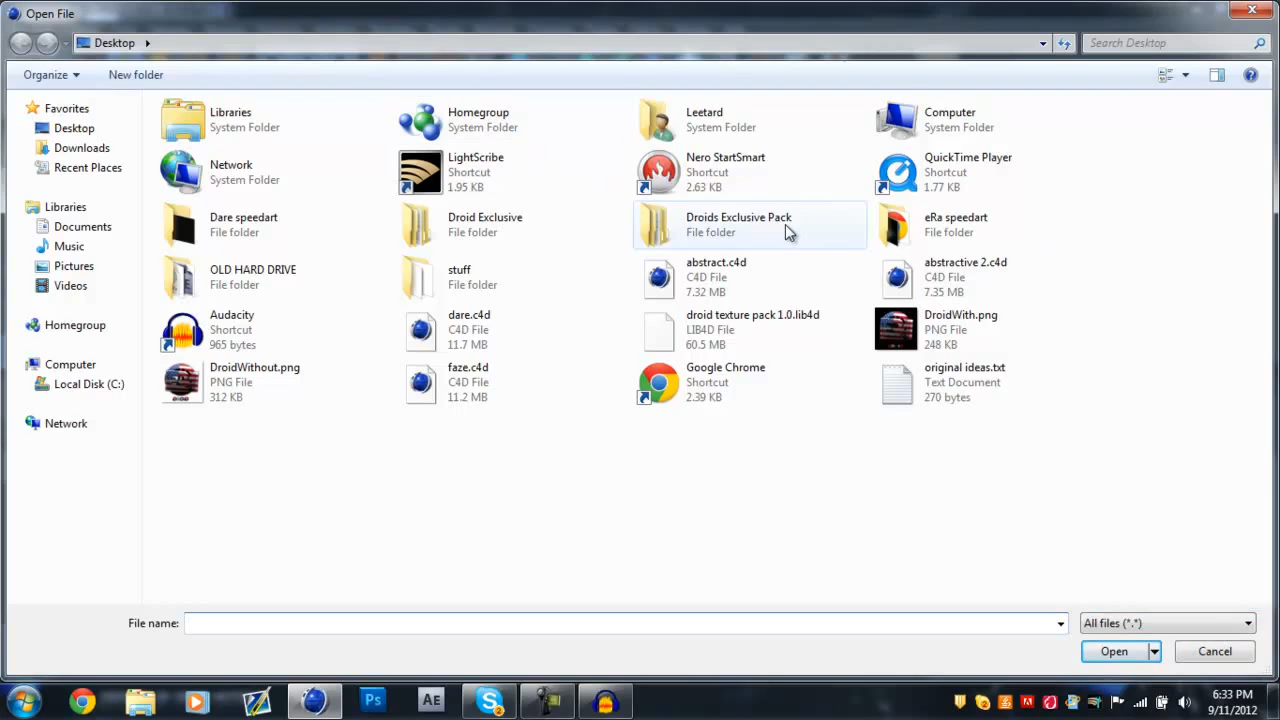 Open File
Desktop
Search Desktop
Organize
New folder
Favorites
Desktop
Downloads
Recent Places
Libraries
Documents
Music
Pictures
Videos
Homegroup
Computer
Local Disk (C:)
Network
Libraries
System Folder
Homegroup
System Folder
Leetard
System Folder
Computer
System Folder
Network
System Folder
LightScribe
Shortcut
1.95 KB
Nero StartSmart
Shortcut
2.63 KB
QuickTime Player
Shortcut
1.77 KB
Dare speedart
File folder
Droid Exclusive
File folder
Droids Exclusive Pack
File folder
eRa speedart
File folder
OLD HARD DRIVE
File folder
stuff
File folder
abstract.c4d
C4D File
7.32 MB
abstractive 2.c4d
C4D File
7.35 MB
Audacity
Shortcut
965 bytes
dare.c4d
C4D File
11.7 MB
droid texture pack 1.0.lib4d
LIB4D File
60.5 MB
DroidWith.png
PNG File
248 KB
DroidWithout.png
PNG File
312 KB
faze.c4d
C4D File
11.2 MB
Google Chrome
Shortcut
2.39 KB
original ideas.txt
Text Document
270 bytes
File name:
All files (*.*)
Open
Cancel
Ps
AE
6:33 PM
9/11/2012